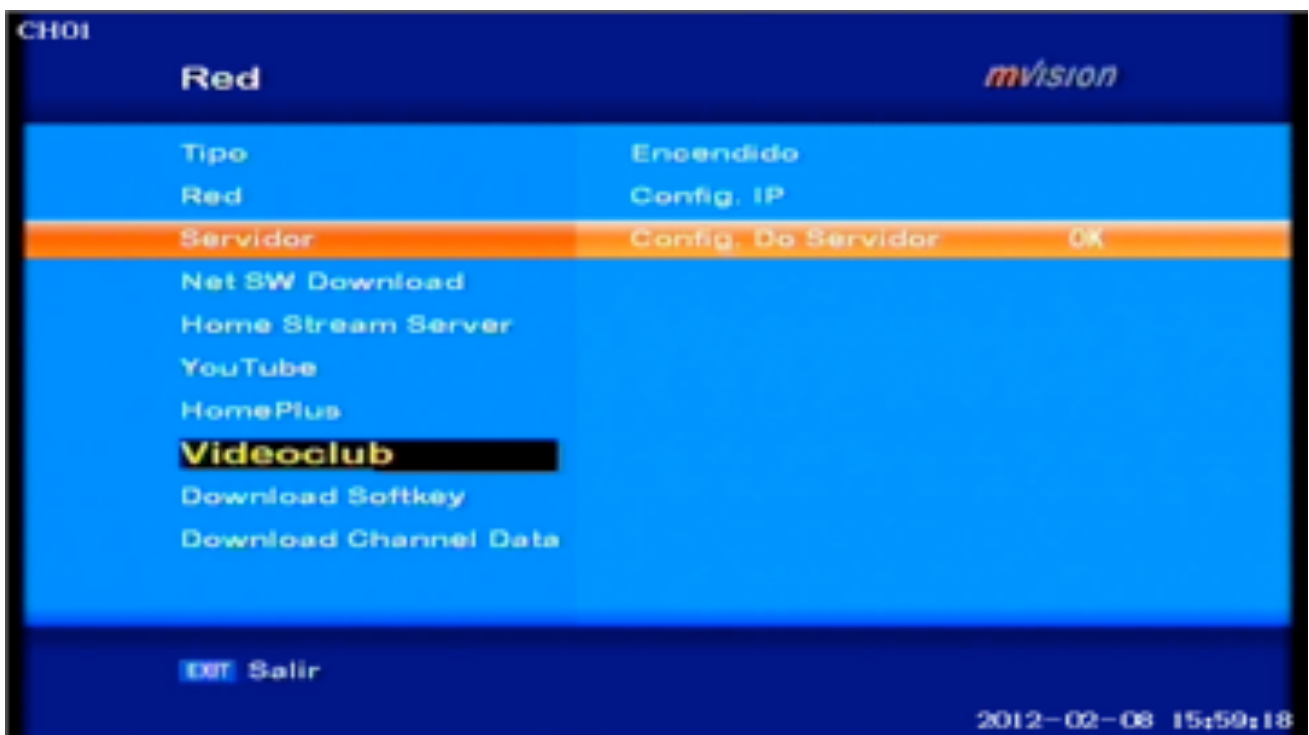 CH01
Red mvision
Tipo Encendido
Red Config. IP
Servidor Config. Do Servidor OK
Net SW Download
Home Stream Server
YouTube
HomePlus
Videoclub
Download Softkey
Download Channel Data
EXIT Salir
2012-02-08 15:59:18